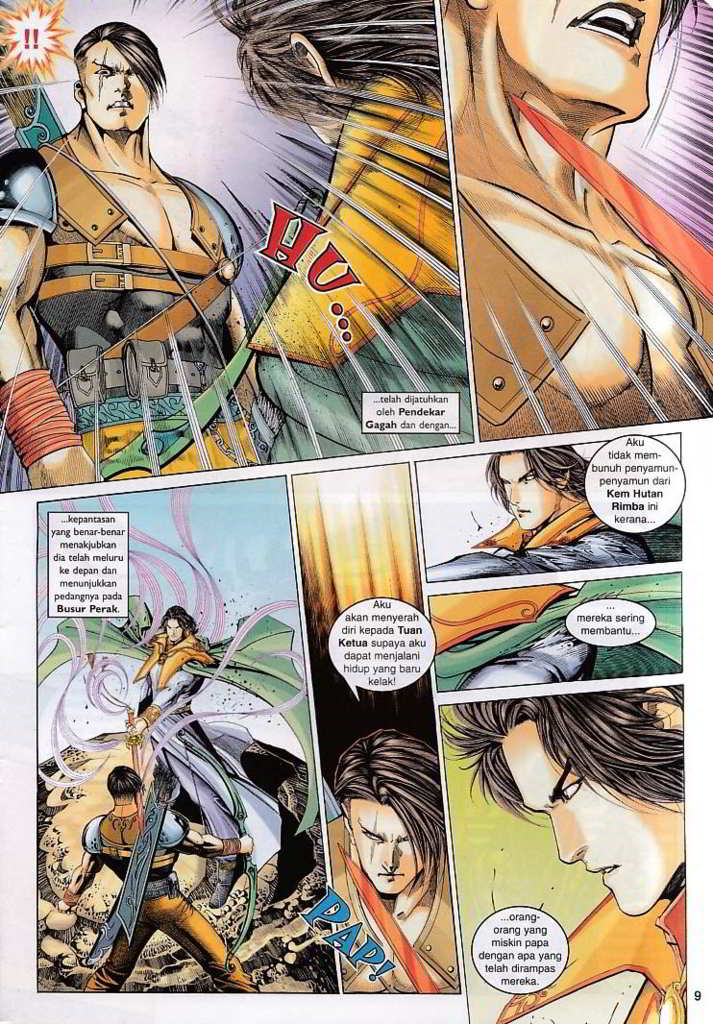 !!
HU...
...telah dijatuhkan
oleh Pendekar
Gagah dan dengan...
...kepantasan
yang benar-benar
menakjubkan
dia telah meluru
ke depan dan
menunjukkan
pedangnya pada
Busur Perak.
Aku
akan menyerah
diri kepada Tuan
Ketua supaya aku
dapat menjalani
hidup yang baru
kelak!
PAP!
Aku
tidak mem-
bunuh penyamun-
penyamun dari
Kem Hutan
Rimba ini
kerana...
...
mereka sering
membantu...
...orang-
orang yang
miskin papa
dengan apa yang
telah dirampas
mereka.
9